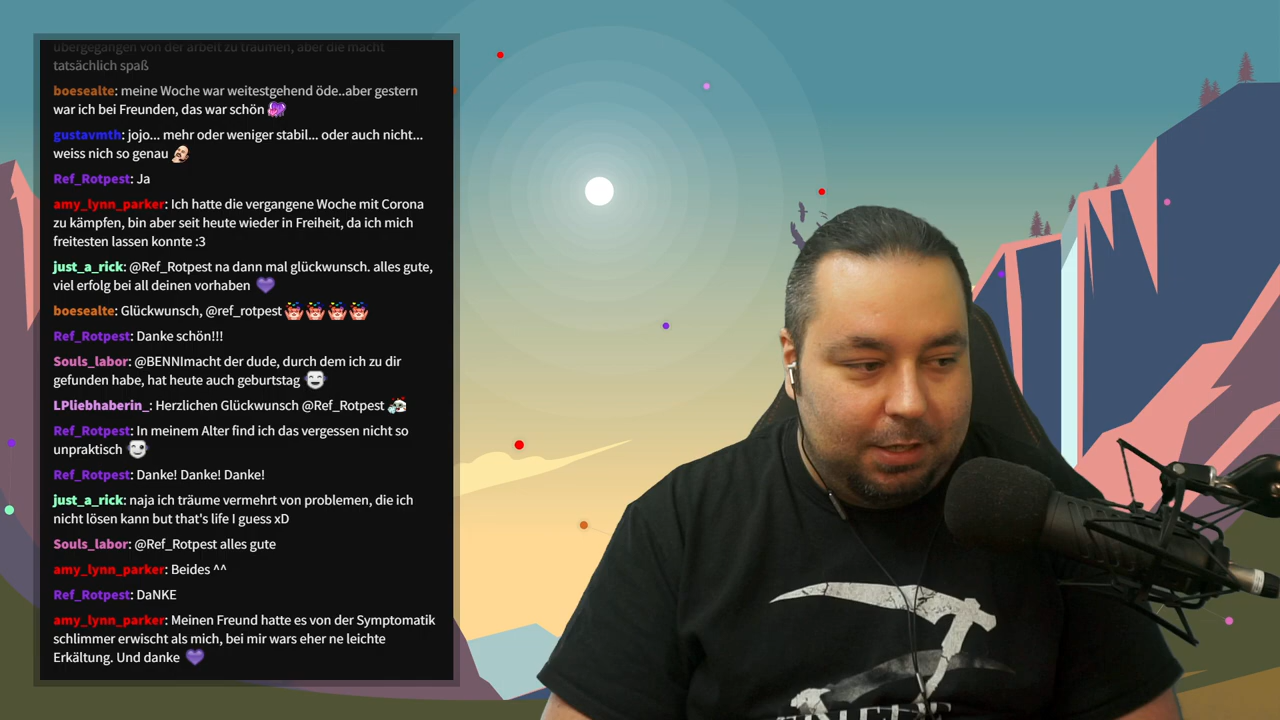 übergegangen von der arbeit zu träumen, aber die macht
tatsächlich spaß
boesealte: meine Woche war weitestgehend öde..aber gestern
war ich bei Freunden, das war schön
gustavmth: jojo... mehr oder weniger stabil... oder auch nicht...
weiss nich so genau
Ref_Rotpest: Ja
amy_lynn_parker: Ich hatte die vergangene Woche mit Corona
zu kämpfen, bin aber seit heute wieder in Freiheit, da ich mich
freitesten lassen konnte :3
just_a_rick: @Ref_Rotpest na dann mal glückwunsch. alles gute,
viel erfolg bei all deinen vorhaben
boesealte: Glückwunsch, @ref_rotpest
Ref_Rotpest: Danke schön!!!
Souls_labor: @BENNImacht der dude, durch dem ich zu dir
gefunden habe, hat heute auch geburtstag
LPliebhaberin_: Herzlichen Glückwunsch @Ref_Rotpest
Ref_Rotpest: In meinem Alter find ich das vergessen nicht so
unpraktisch
Ref_Rotpest: Danke! Danke! Danke!
just_a_rick: naja ich träume vermehrt von problemen, die ich
nicht lösen kann but that's life I guess xD
Souls_labor: @Ref_Rotpest alles gute
amy_lynn_parker: Beides ^^
Ref_Rotpest: DaNKE
amy_lynn_parker: Meinen Freund hatte es von der Symptomatik
schlimmer erwischt als mich, bei mir wars eher ne leichte
Erkältung. Und danke